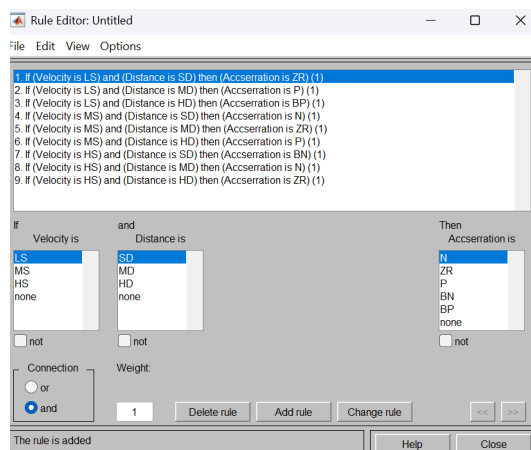 Rule Editor: Untitled
File Edit View Options
1. If (Velocity is LS) and (Distance is SD) then (Accserration is ZR) (1)
2. If (Velocity is LS) and (Distance is MD) then (Accserration is P) (1)
3. If (Velocity is LS) and (Distance is HD) then (Accserration is BP) (1)
4. If (Velocity is MS) and (Distance is SD) then (Accserration is N) (1)
5. If (Velocity is MS) and (Distance is MD) then (Accserration is ZR) (1)
6. If (Velocity is MS) and (Distance is HD) then (Accserration is P) (1)
7. If (Velocity is HS) and (Distance is SD) then (Accserration is BN) (1)
8. If (Velocity is HS) and (Distance is MD) then (Accserration is N) (1)
9. If (Velocity is HS) and (Distance is HD) then (Accserration is ZR) (1)
If and Then
Velocity is Distance is Accserration is
LS SD N
MS MD ZR
HS HD P
none none BN
BP
none
not not not
Connection Weight:
or
and 1 Delete rule Add rule Change rule << >>
The rule is added Help Close